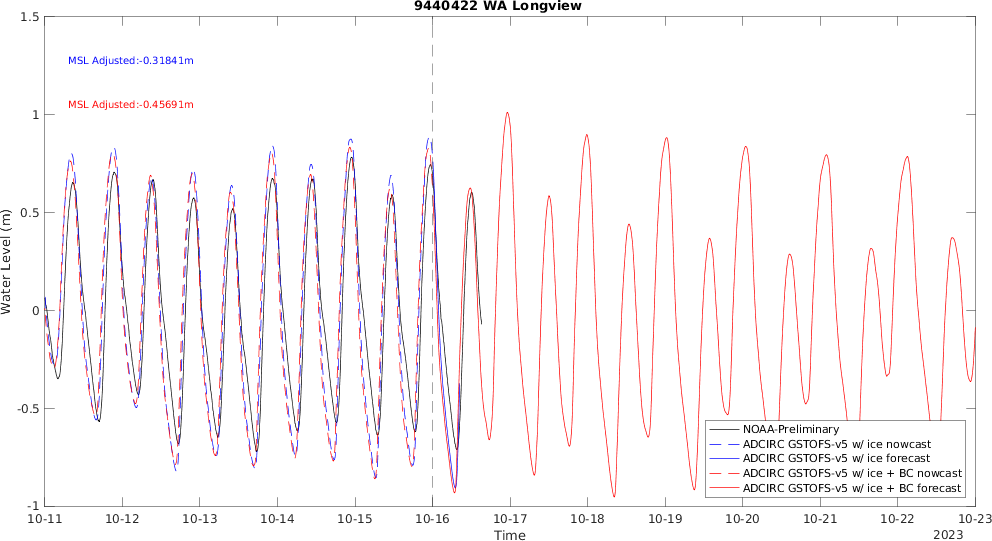 9440422 WA Longview
1.5
1
0.5
0
-0.5
-1
Water Level (m)
MSL Adjusted:-0.31841m
MSL Adjusted:-0.45691m
NOAA-Preliminary
ADCIRC GSTOFS-v5 w/ ice nowcast
ADCIRC GSTOFS-v5 w/ ice forecast
ADCIRC GSTOFS-v5 w/ ice + BC nowcast
ADCIRC GSTOFS-v5 w/ ice + BC forecast
10-11 10-12 10-13 10-14 10-15 10-16 10-17 10-18 10-19 10-20 10-21 10-22 10-23
Time
2023